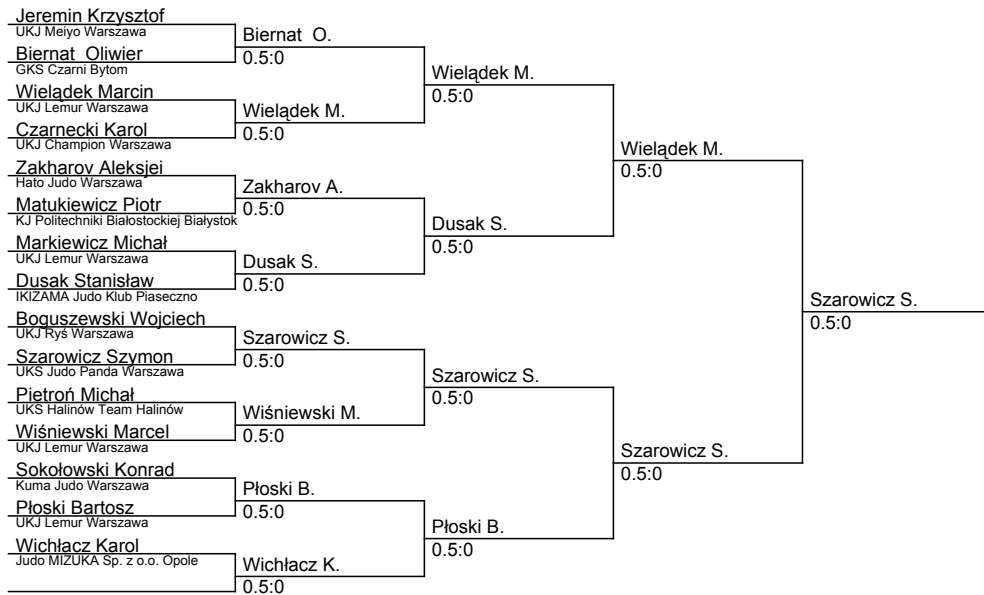 Jeremin Krzysztof
UKJ Meiyo Warszawa
Biernat  Oliwier
GKS Czarni Bytom
Wielądek Marcin
UKJ Lemur Warszawa
Czarnecki Karol
UKJ Champion Warszawa
Zakharov Aleksjei
Hato Judo Warszawa
Matukiewicz Piotr
KJ Politechniki Białostockiej Białystok
Markiewicz Michał
UKJ Lemur Warszawa
Dusak Stanisław
IKIZAMA Judo Klub Piaseczno
Boguszewski Wojciech
UKJ Ryś Warszawa
Szarowicz Szymon
UKS Judo Panda Warszawa
Pietroń Michał
UKS Halinów Team Halinów
Wiśniewski Marcel
UKJ Lemur Warszawa
Sokołowski Konrad
Kuma Judo Warszawa
Płoski Bartosz
UKJ Lemur Warszawa
Wichłacz Karol
Judo MIZUKA Sp. z o.o. Opole
Biernat  O.
0.5:0
Wielądek M.
0.5:0
Zakharov A.
0.5:0
Dusak S.
0.5:0
Szarowicz S.
0.5:0
Wiśniewski M.
0.5:0
Płoski B.
0.5:0
Wichłacz K.
0.5:0
Wielądek M.
0.5:0
Dusak S.
0.5:0
Szarowicz S.
0.5:0
Płoski B.
0.5:0
Wielądek M.
0.5:0
Szarowicz S.
0.5:0
Szarowicz S.
0.5:0